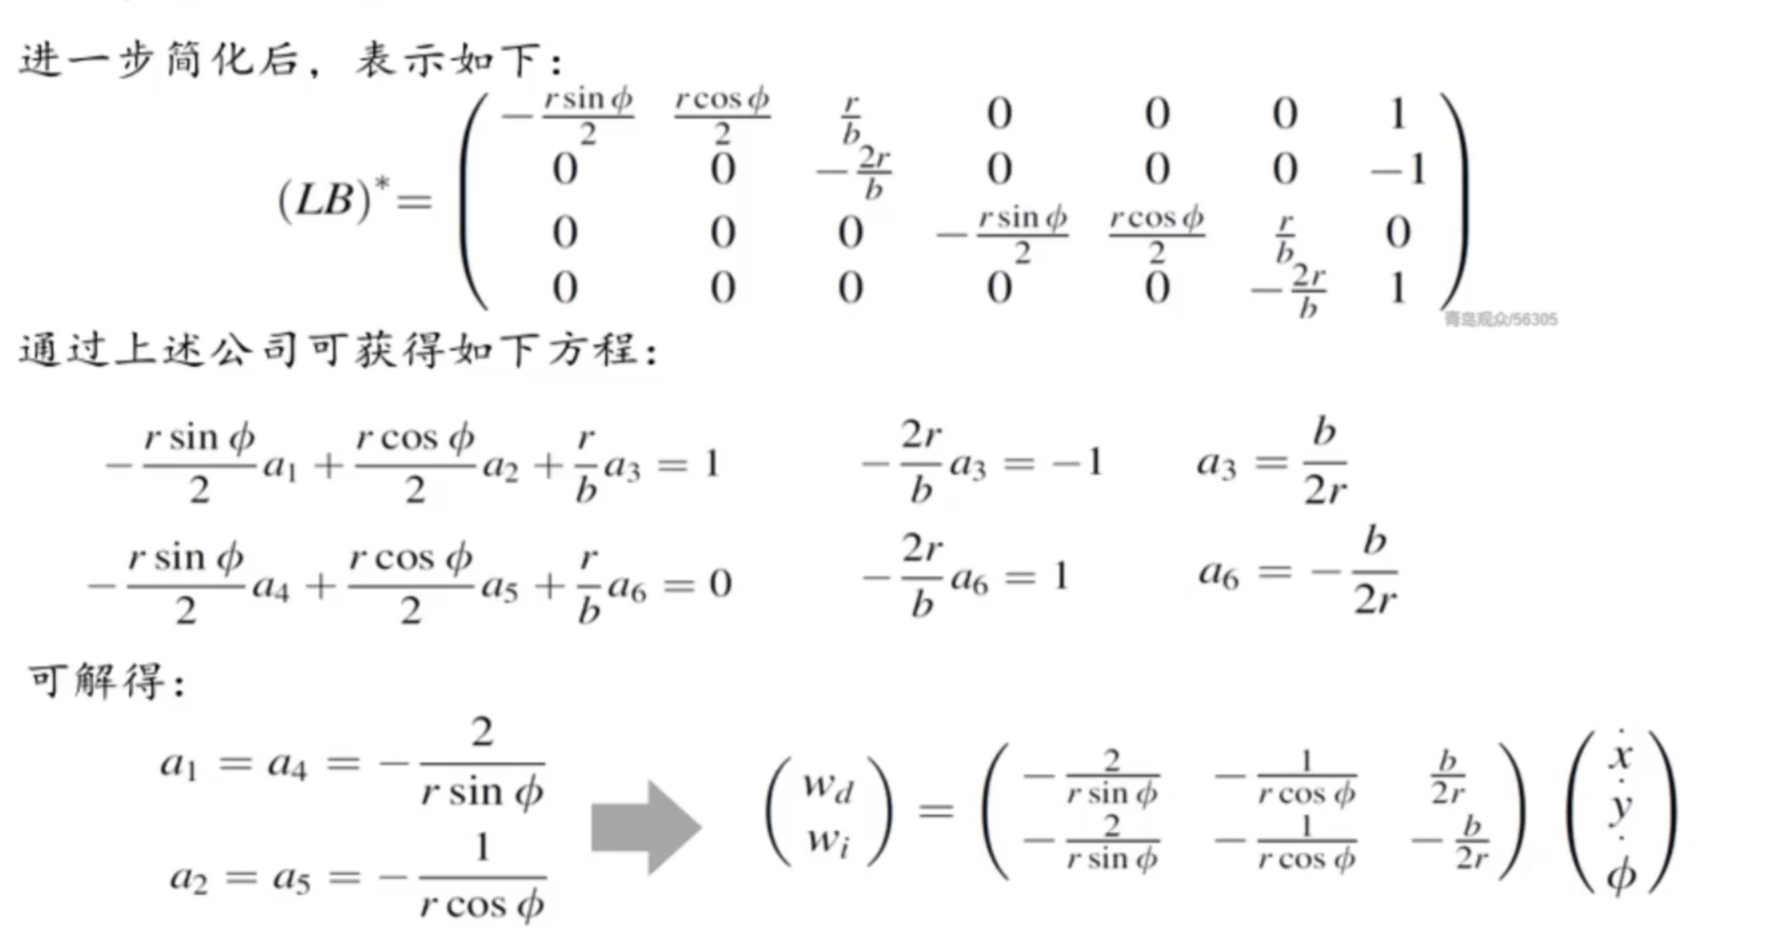 进一步简化后，表示如下：
(LB)* = ( -r sin ϕ/2 r cos ϕ/2 r/b 0 0 0 1
0 0 -2r/b 0 0 0 -1
0 0 0 -r sin ϕ/2 r cos ϕ/2 r/b 0
0 0 0 0 0 -2r/b 1 )
青岛观众/56305
通过上述公司可获得如下方程：
-r sin ϕ/2 a₁ + r cos ϕ/2 a₂ + r/b a₃ = 1 -2r/b a₃ = -1 a₃ = b/2r
-r sin ϕ/2 a₄ + r cos ϕ/2 a₅ + r/b a₆ = 0 -2r/b a₆ = 1 a₆ = -b/2r
可解得：
a₁ = a₄ = -2/(r sin ϕ)
a₂ = a₅ = -1/(r cos ϕ)
( w_d w_i ) = ( -2/(r sin ϕ) -1/(r cos ϕ) b/2r
-2/(r sin ϕ) -1/(r cos ϕ) -b/2r ) ( ẋ ẏ ϕ̇ )